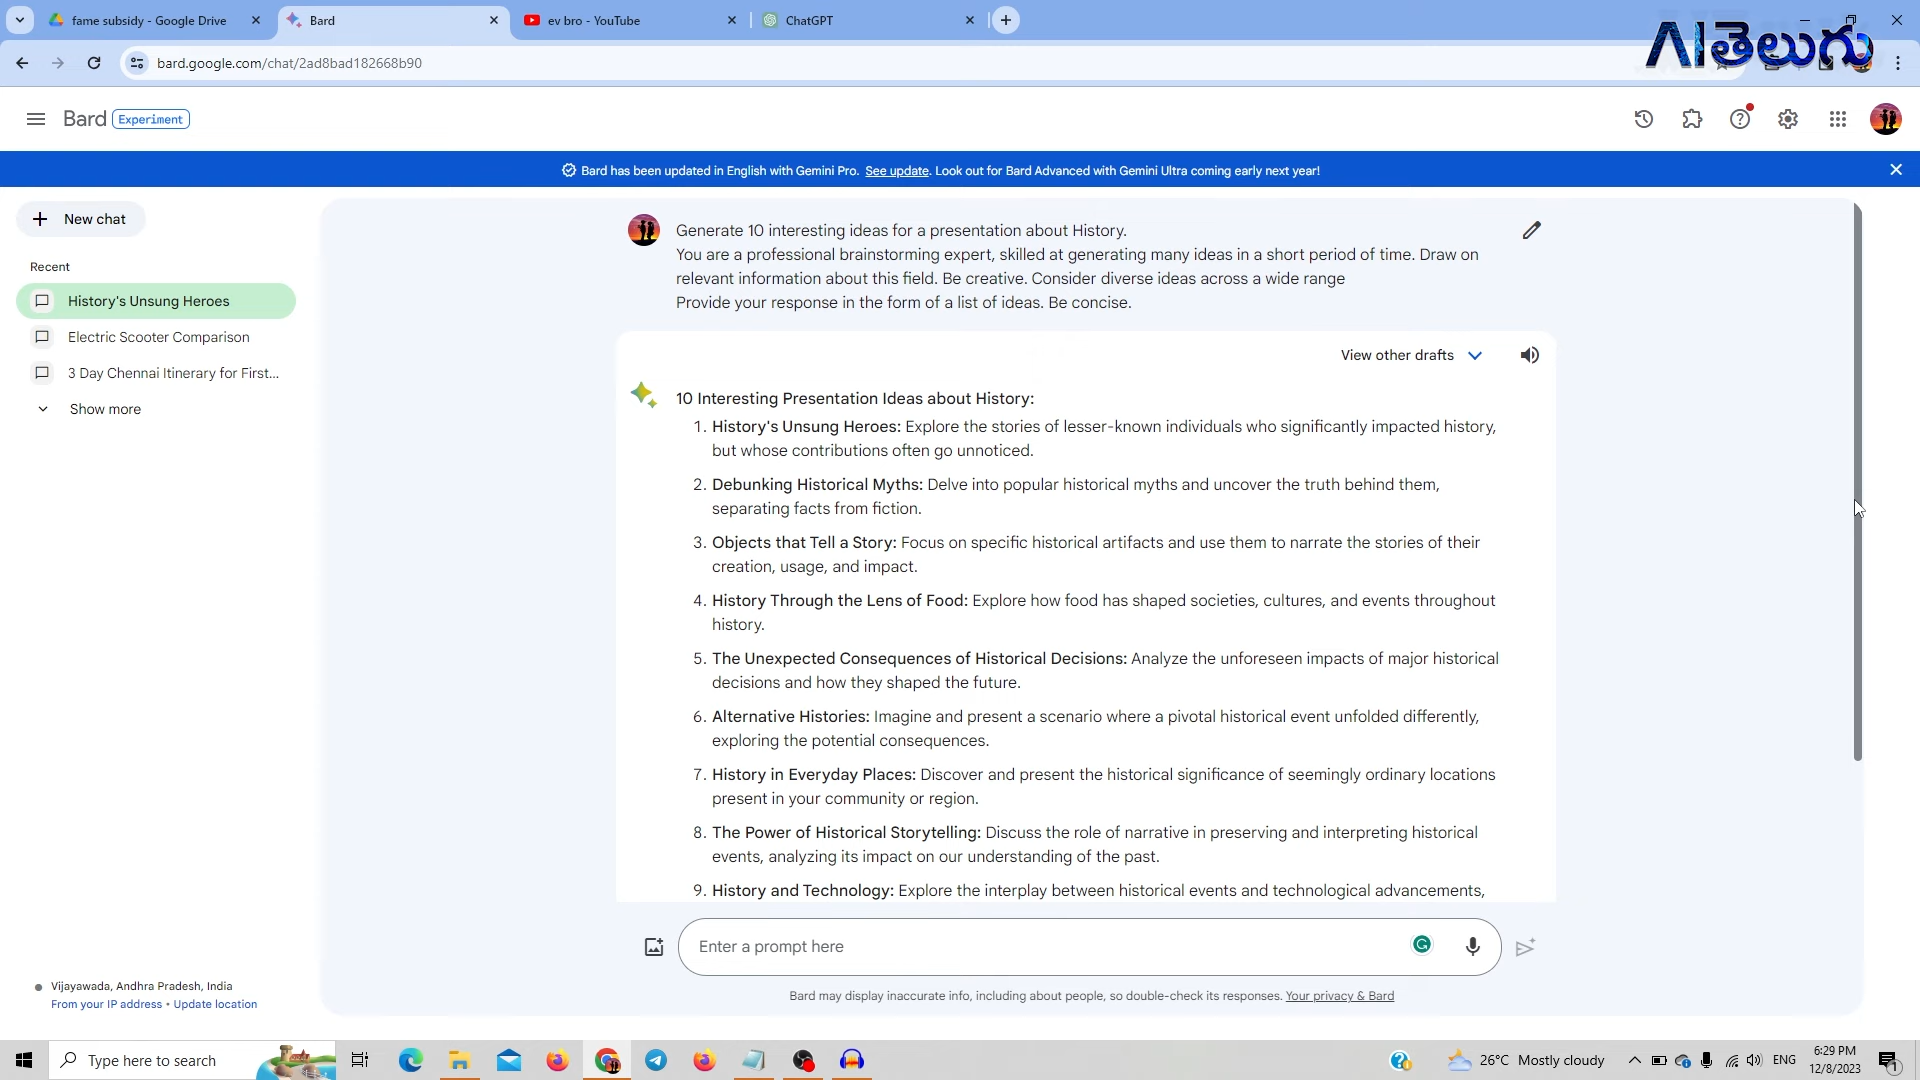 fame subsidy - Google Drive
Bard
ev bro - YouTube
ChatGPT
AIతెలుగు
bard.google.com/chat/2ad8bad182668b90
Bard Experiment
Bard has been updated in English with Gemini Pro. See update. Look out for Bard Advanced with Gemini Ultra coming early next year!
New chat
Recent
History's Unsung Heroes
Electric Scooter Comparison
3 Day Chennai Itinerary for First...
Show more
Generate 10 interesting ideas for a presentation about History.
You are a professional brainstorming expert, skilled at generating many ideas in a short period of time. Draw on
relevant information about this field. Be creative. Consider diverse ideas across a wide range
Provide your response in the form of a list of ideas. Be concise.
View other drafts
10 Interesting Presentation Ideas about History:
1. History's Unsung Heroes: Explore the stories of lesser-known individuals who significantly impacted history,
but whose contributions often go unnoticed.
2. Debunking Historical Myths: Delve into popular historical myths and uncover the truth behind them,
separating facts from fiction.
3. Objects that Tell a Story: Focus on specific historical artifacts and use them to narrate the stories of their
creation, usage, and impact.
4. History Through the Lens of Food: Explore how food has shaped societies, cultures, and events throughout
history.
5. The Unexpected Consequences of Historical Decisions: Analyze the unforeseen impacts of major historical
decisions and how they shaped the future.
6. Alternative Histories: Imagine and present a scenario where a pivotal historical event unfolded differently,
exploring the potential consequences.
7. History in Everyday Places: Discover and present the historical significance of seemingly ordinary locations
present in your community or region.
8. The Power of Historical Storytelling: Discuss the role of narrative in preserving and interpreting historical
events, analyzing its impact on our understanding of the past.
9. History and Technology: Explore the interplay between historical events and technological advancements,
Enter a prompt here
Bard may display inaccurate info, including about people, so double-check its responses. Your privacy & Bard
Vijayawada, Andhra Pradesh, India
From your IP address • Update location
Type here to search
26°C Mostly cloudy
ENG
6:29 PM
12/8/2023
1